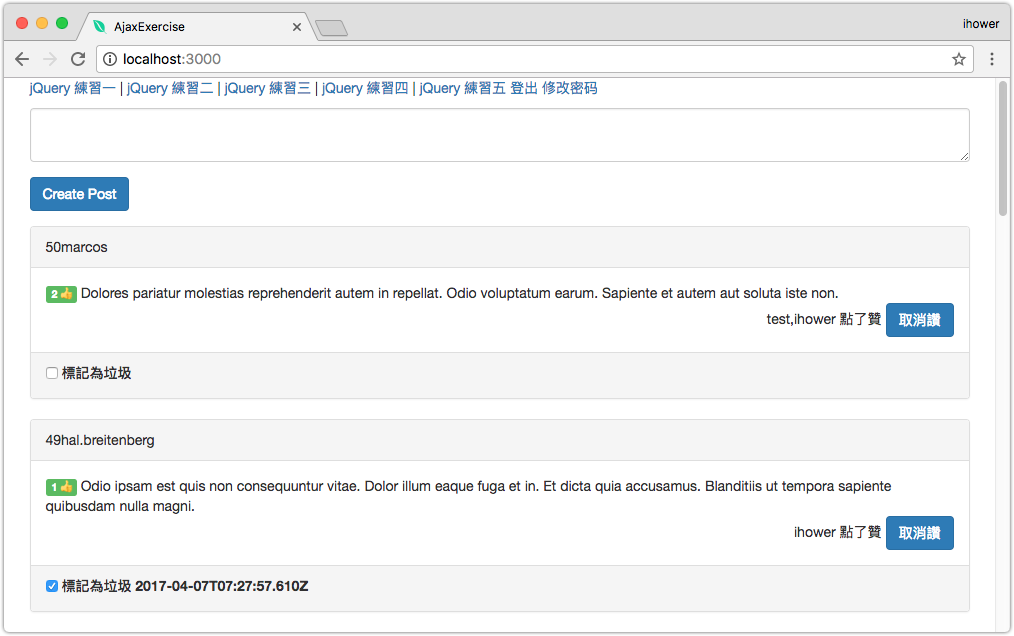 AjaxExercise
ihower
localhost:3000
jQuery 練習一 | jQuery 練習二 | jQuery 練習三 | jQuery 練習四 | jQuery 練習五 登出 修改密码
Create Post
50marcos
2 👍 Dolores pariatur molestias reprehenderit autem in repellat. Odio voluptatum earum. Sapiente et autem aut soluta iste non.
test,ihower 點了贊 取消讚
標記為垃圾
49hal.breitenberg
1 👍 Odio ipsam est quis non consequuntur vitae. Dolor illum eaque fuga et in. Et dicta quia accusamus. Blanditiis ut tempora sapiente
quibusdam nulla magni.
ihower 點了贊 取消讚
標記為垃圾 2017-04-07T07:27:57.610Z